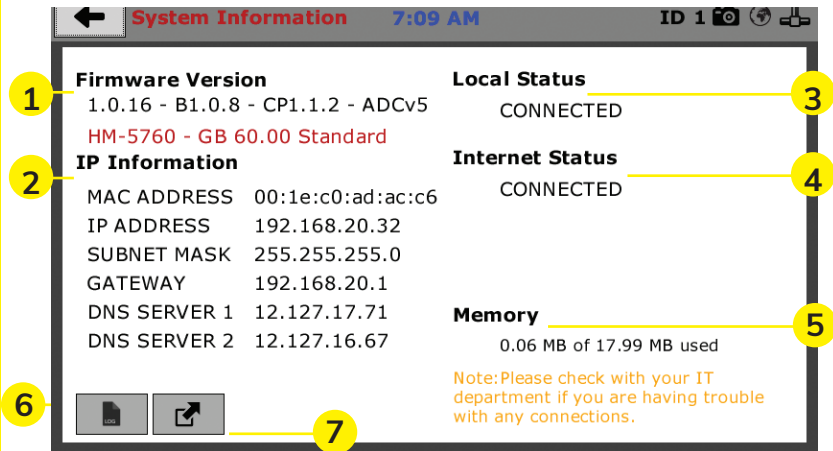 System Information 7:09 AM ID 1
Firmware Version
1.0.16 - B1.0.8 - CP1.1.2 - ADCv5
HM-5760 - GB 60.00 Standard
1
IP Information
2
MAC ADDRESS 00:1e:c0:ad:ac:c6
IP ADDRESS 192.168.20.32
SUBNET MASK 255.255.255.0
GATEWAY 192.168.20.1
DNS SERVER 1 12.127.17.71
DNS SERVER 2 12.127.16.67
Local Status
3
CONNECTED
Internet Status
4
CONNECTED
Memory
5
0.06 MB of 17.99 MB used
Note:Please check with your IT
department if you are having trouble
with any connections.
6
LOG
7